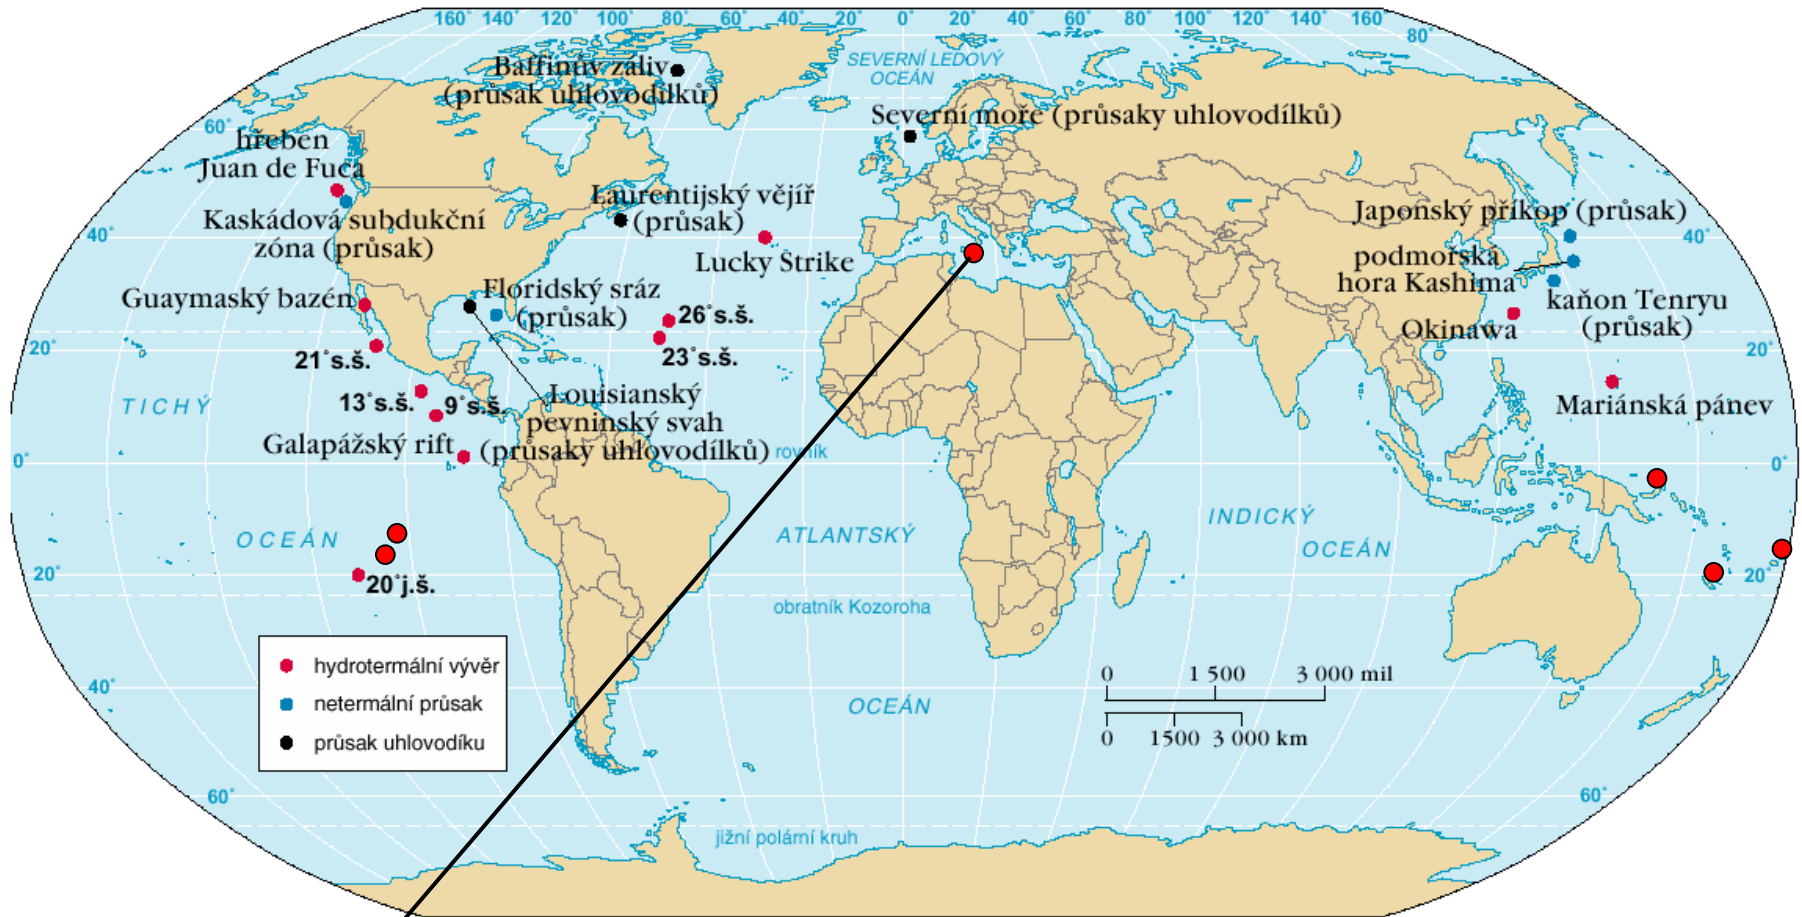 160˚ 140˚ 120˚ 100˚ 80˚ 60˚ 40˚ 20˚ 0˚ 20˚ 40˚ 60˚ 80˚ 100˚ 120˚ 140˚ 160˚
80˚
SEVERNÍ LEDOVÝ
OCEÁN
Baffinův záliv
(průsak uhlovodílků)
Severní moře (průsaky uhlovodílků)
60˚
hřeben
Juan de Fuca
Laurentijský vějíř
(průsak)
Kaskádová subdukční
zóna (průsak)
Japonský příkop (průsak)
40˚
40˚
Lucky Strike
podmořská
hora Kashima
Guaymaský bazén
Floridský sráz
(průsak)
26˚s.š.
kaňon Tenryu
(průsak)
Okinawa
23˚s.š.
21˚s.š.
20˚
20˚
13˚s.š.
9˚s.š.
Louisianský
pevninský svah
(průsaky uhlovodílků)
TICHÝ
Mariánská pánev
Galapážský rift
rovník
0˚
0˚
OCEÁN
ATLANTSKÝ
INDICKÝ
OCEÁN
20˚
20˚j.š.
20˚
obratník Kozoroha
hydrotermální vývěr
netermální průsak
průsak uhlovodíku
0 1 500 3 000 mil
0 1500 3 000 km
40˚
40˚
OCEÁN
60˚
60˚
jižní polární kruh